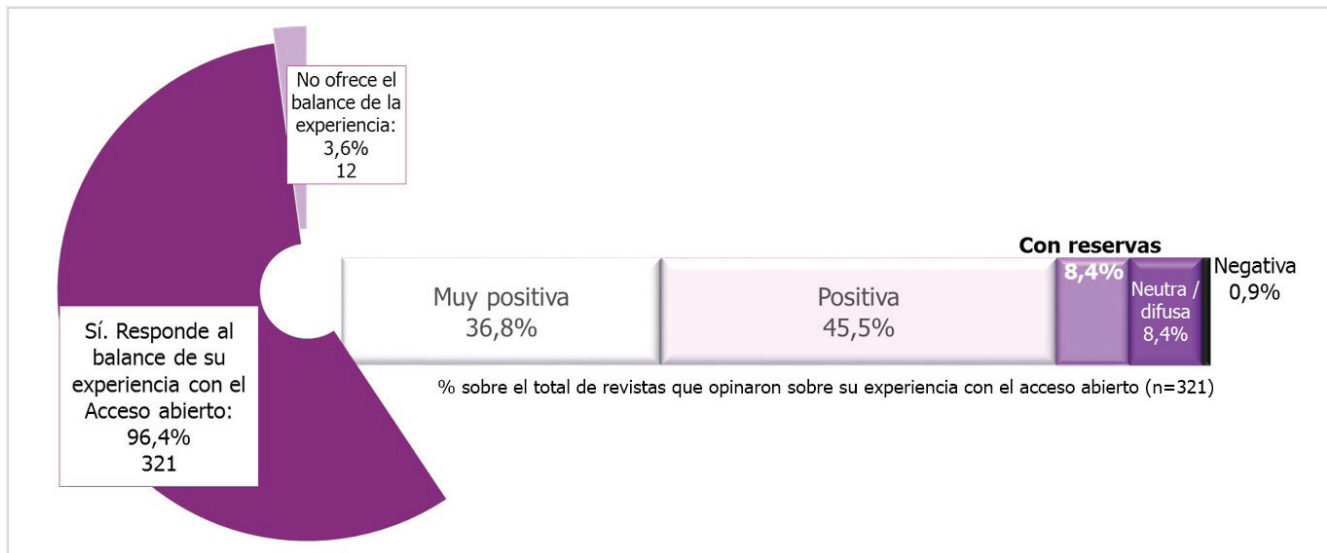 No ofrece el
balance de la
experiencia:
3,6%
12
Sí. Responde al
balance de su
experiencia con el
Acceso abierto:
96,4%
321
Muy positiva
36,8%
Positiva
45,5%
Con reservas
8,4%
Neutra /
difusa
8,4%
Negativa
0,9%
% sobre el total de revistas que opinaron sobre su experiencia con el acceso abierto (n=321)